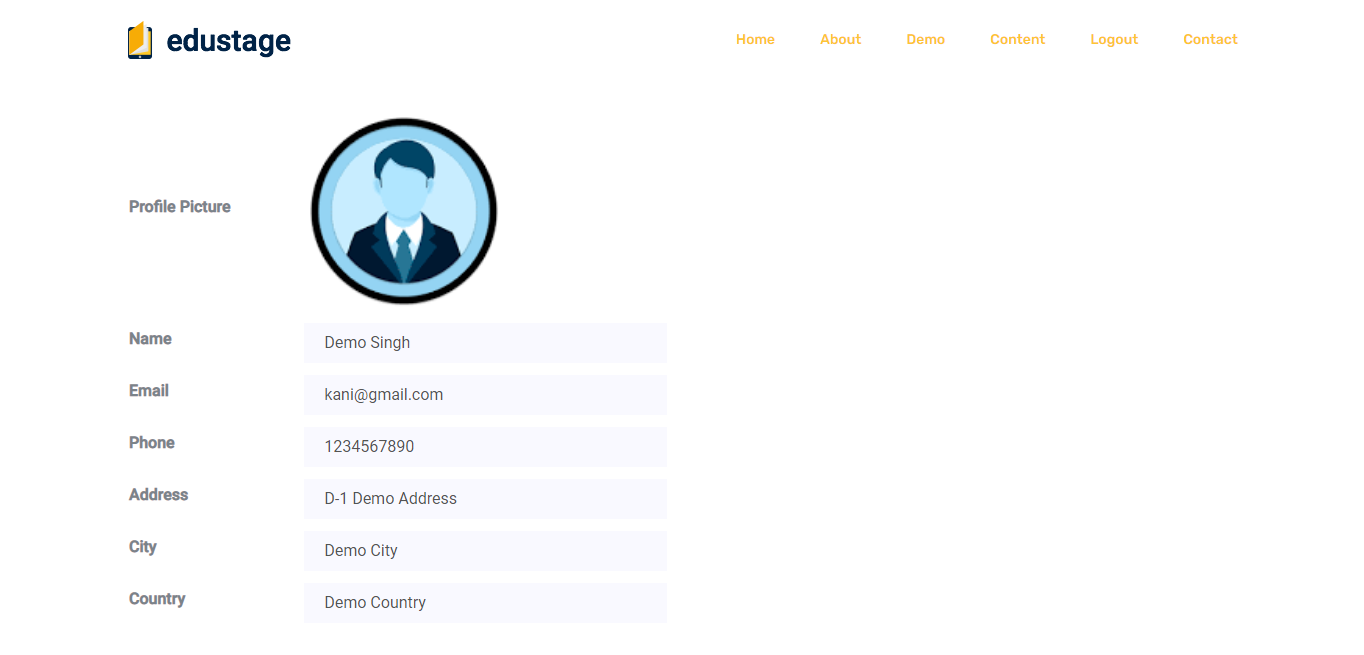 edustage
Home About Demo Content Logout Contact
Profile Picture
Name Demo Singh
Email kani@gmail.com
Phone 1234567890
Address D-1 Demo Address
City Demo City
Country Demo Country